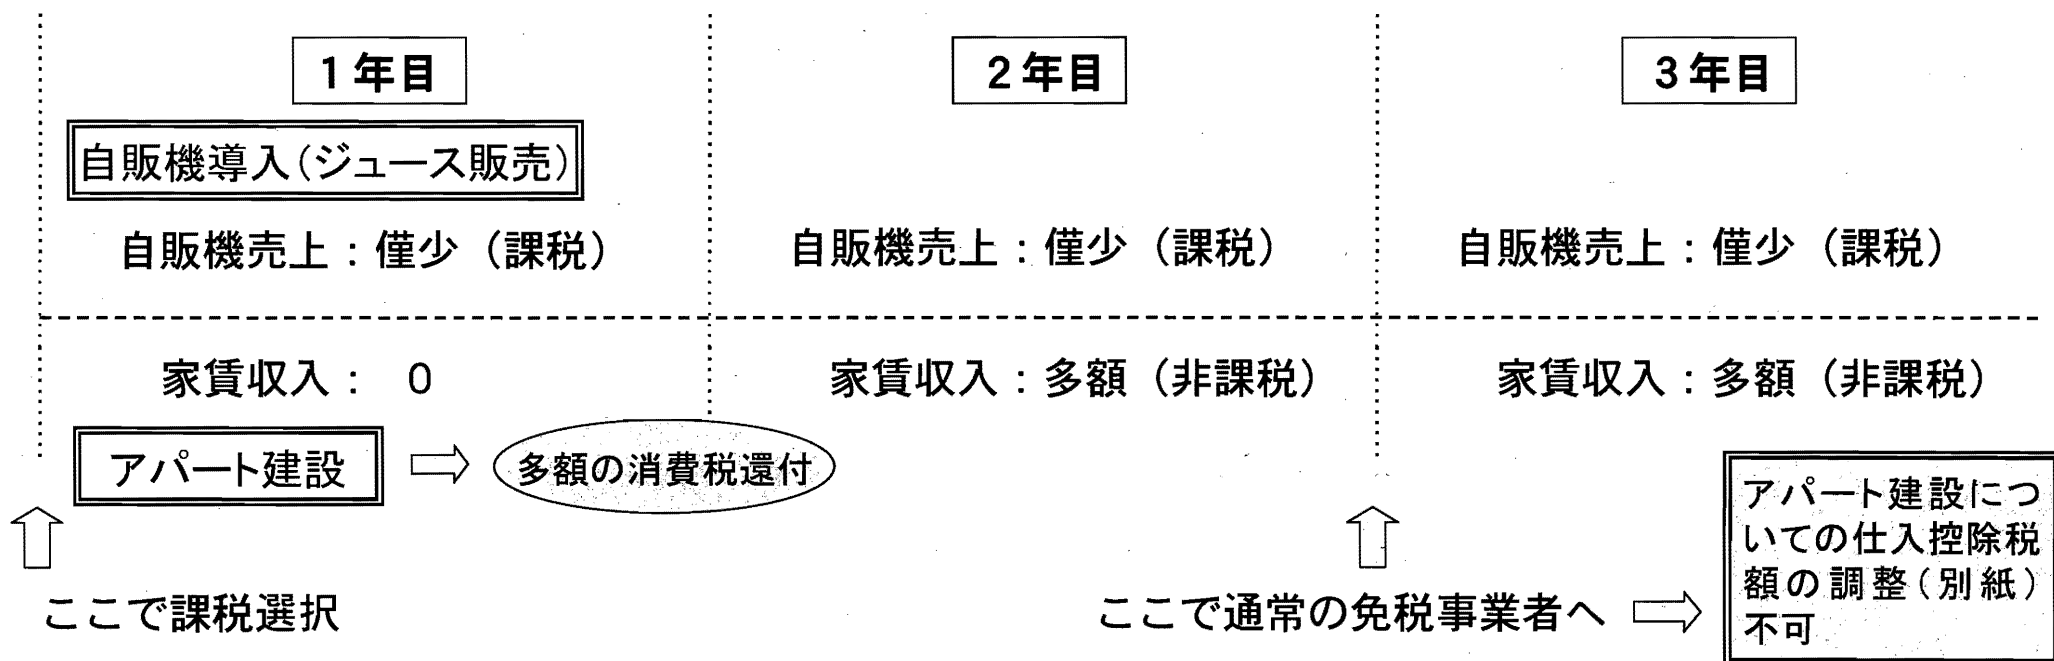 1年目
2年目
3年目
自販機導入(ジュース販売)
自販機売上:僅少(課税)
自販機売上:僅少(課税)
自販機売上:僅少(課税)
家賃収入: 0
家賃収入:多額(非課税)
家賃収入:多額(非課税)
アパート建設
多額の消費税還付
アパート建設につ
いての仕入控除税
額の調整(別紙)
不可
ここで課税選択
ここで通常の免税事業者へ